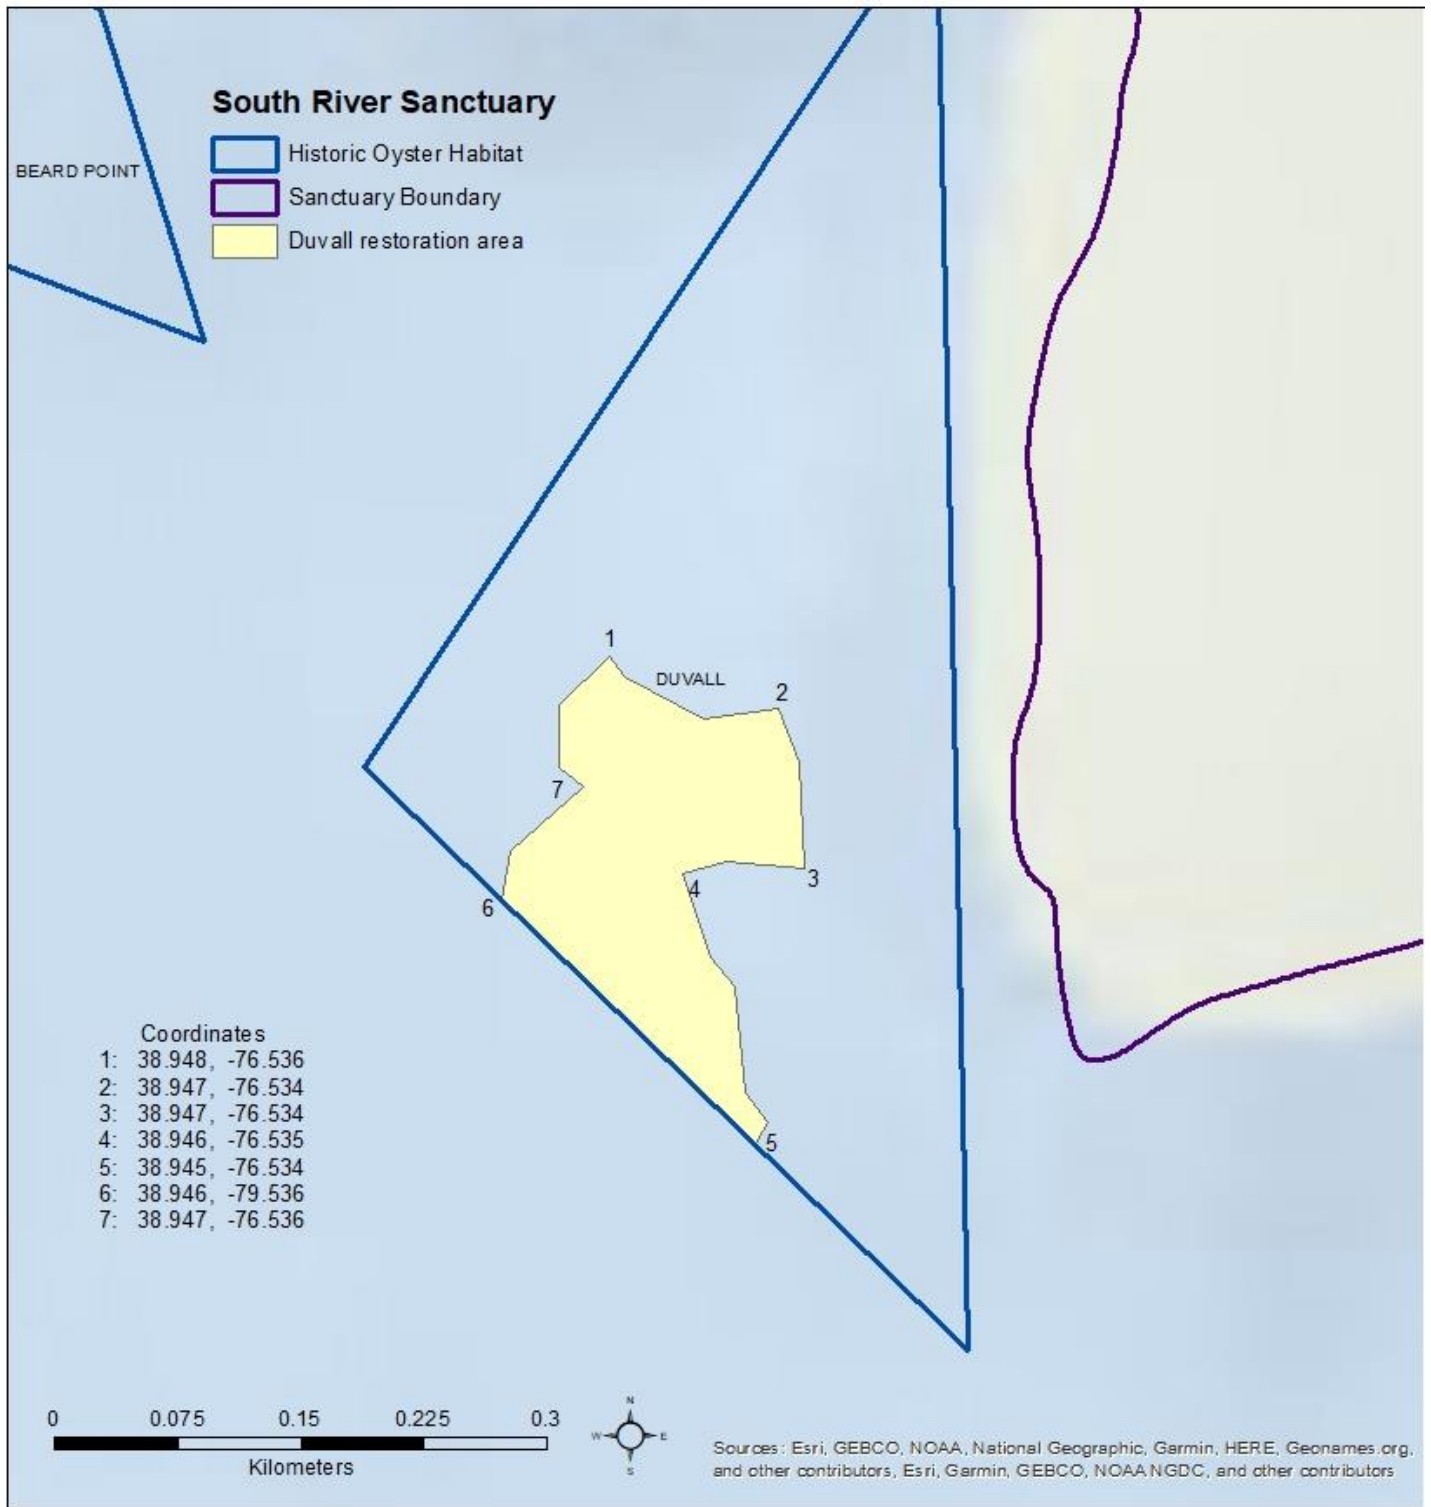 South River Sanctuary
Historic Oyster Habitat
BEARD POINT
Sanctuary Boundary
Duvall restoration area
1
DUVALL
2
7
3
4
6
5
Coordinates
1: 38.948, -76.536
2: 38.947, -76.534
3: 38.947, -76.534
4: 38.946, -76.535
5: 38.945, -76.534
6: 38.946, -79.536
7: 38.947, -76.536
0 0.075 0.15 0.225 0.3
Kilometers
N
W E
S
Sources: Esri, GEBCO, NOAA, National Geographic, Garmin, HERE, Geonames.org,
and other contributors, Esri, Garmin, GEBCO, NOAA NGDC, and other contributors